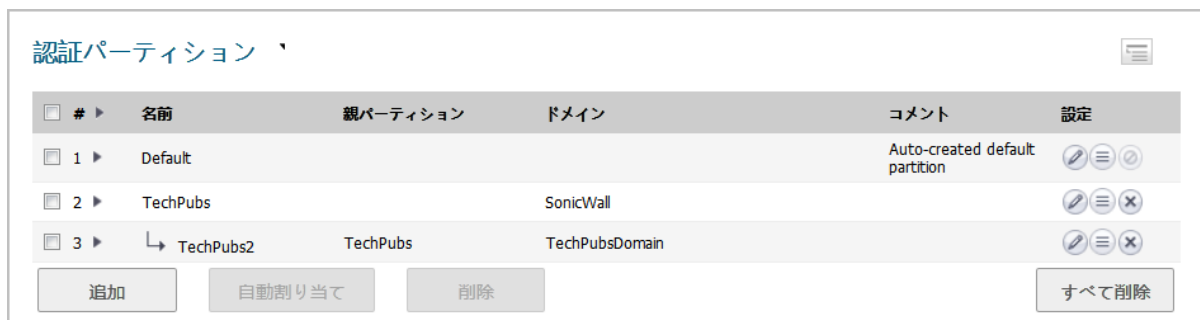 認証パーティション
# 名前 親パーティション ドメイン コメント 設定
1 Default Auto-created default
partition
2 TechPubs SonicWall
3 TechPubs2 TechPubs TechPubsDomain
追加 自動割り当て 削除 すべて削除